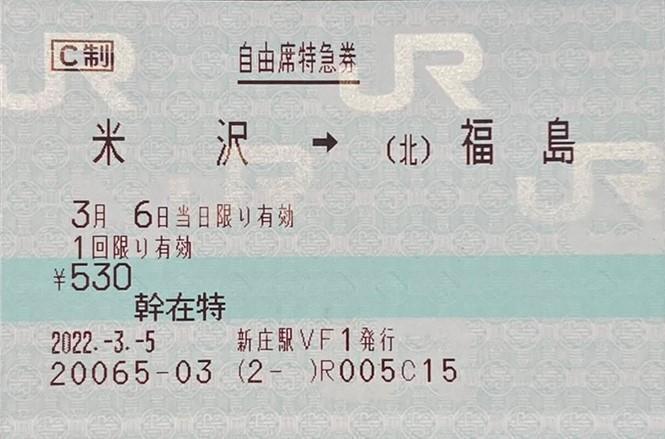 C制 自由席特急券
米沢 → (北) 福島
3月 6日当日限り有効
1回限り有効
¥530
幹在特
2022.-3.-5 新庄駅VF1発行
20065-03 (2- )R005C15